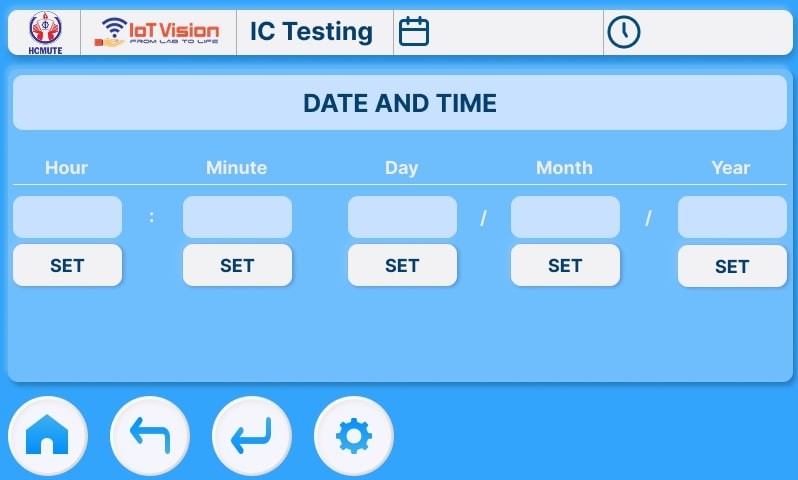 HCMUTE
IoT Vision
FROM LAB TO LIFE
IC Testing
DATE AND TIME
Hour Minute Day Month Year
: / /
SET SET SET SET SET